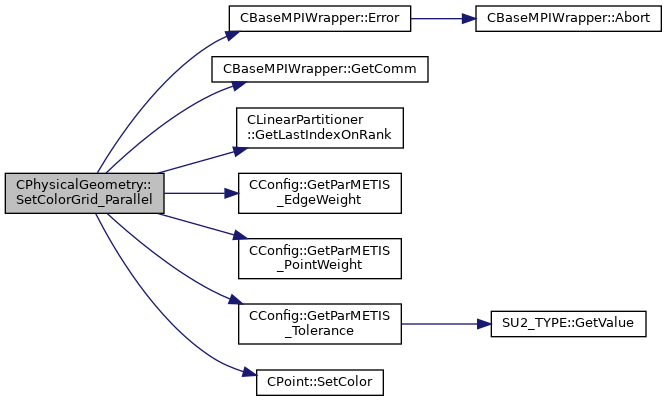 CPhysicalGeometry::
SetColorGrid_Parallel
CBaseMPIWrapper::Error
CBaseMPIWrapper::Abort
CBaseMPIWrapper::GetComm
CLinearPartitioner
::GetLastIndexOnRank
CConfig::GetParMETIS
_EdgeWeight
CConfig::GetParMETIS
_PointWeight
CConfig::GetParMETIS
_Tolerance
SU2_TYPE::GetValue
CPoint::SetColor